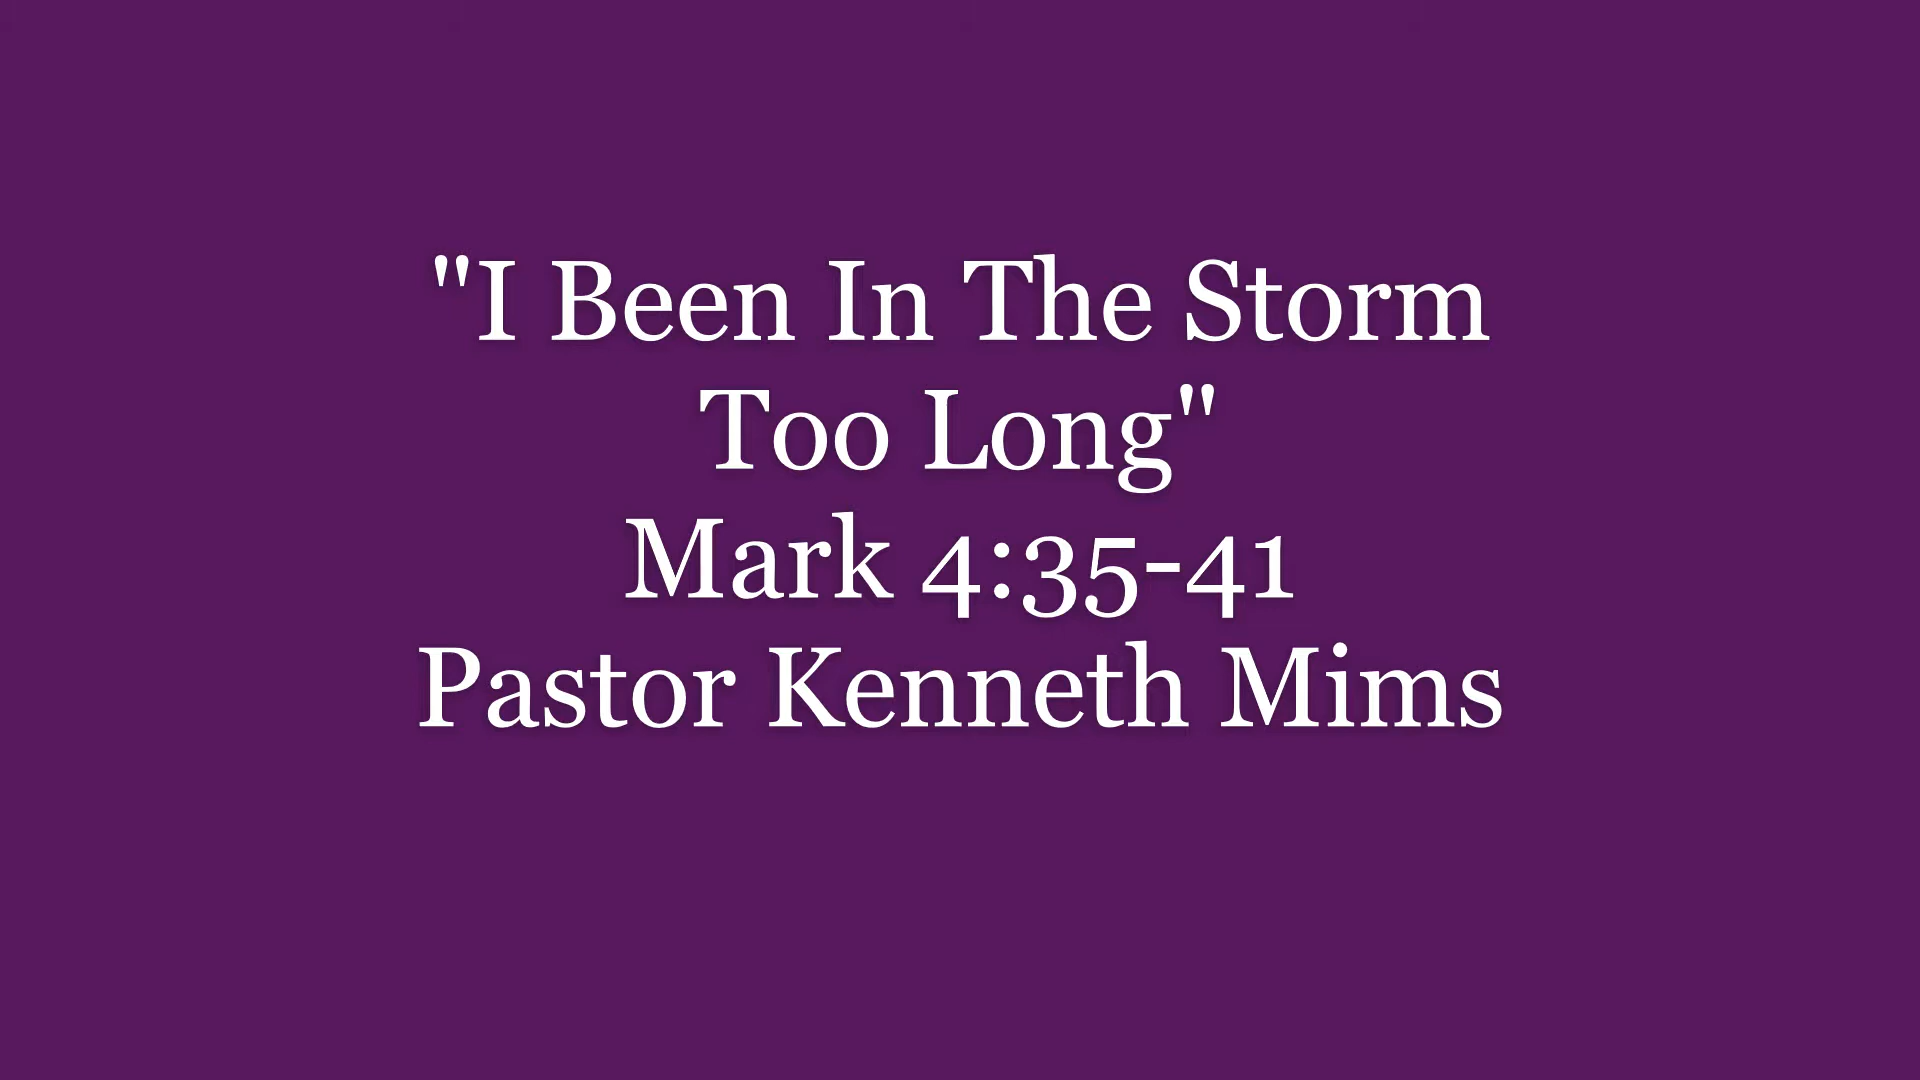 "I Been In The Storm
Too Long"
Mark 4:35-41
Pastor Kenneth Mims